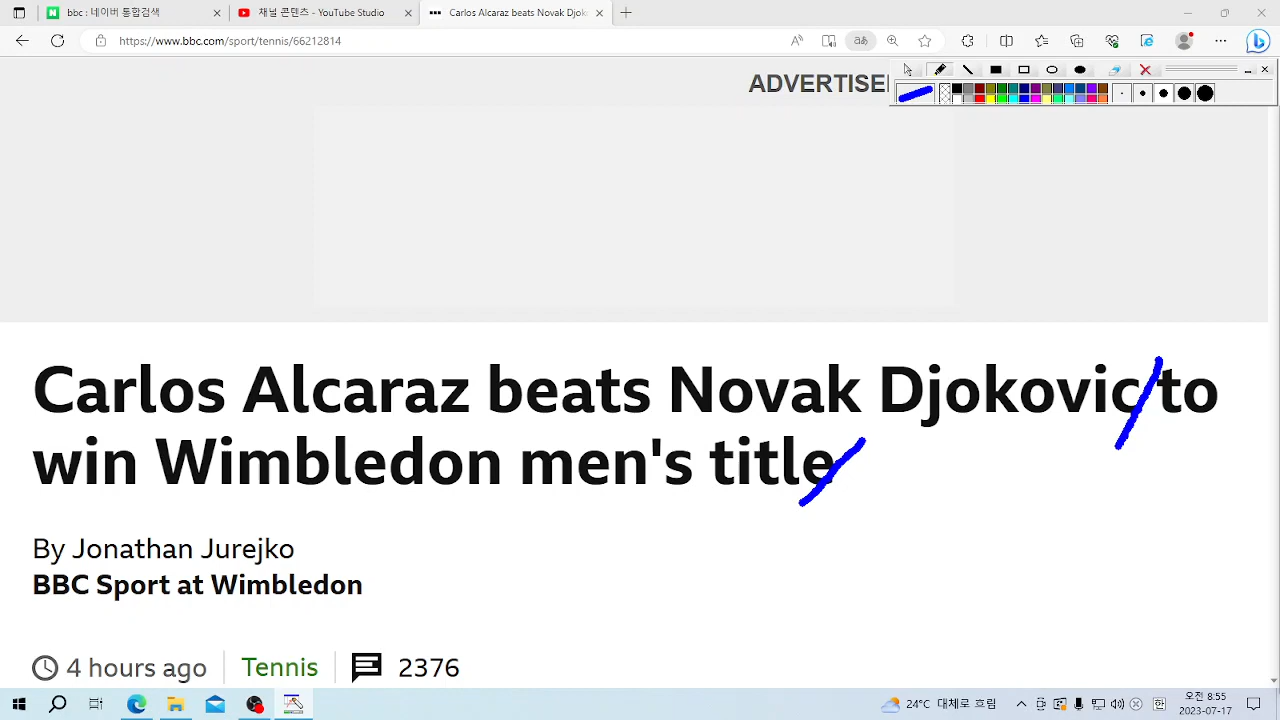 bbc : 네이버 통합검색
채널 콘텐츠 - YouTube Studio
Carlos Alcaraz beats Novak Djok
https://www.bbc.com/sport/tennis/66212814
ADVERTISE
Carlos Alcaraz beats Novak Djokovic to
win Wimbledon men's title
By Jonathan Jurejko
BBC Sport at Wimbledon
4 hours ago
Tennis
2376
24°C 대체로 흐림
오전 8:55
2023-07-17